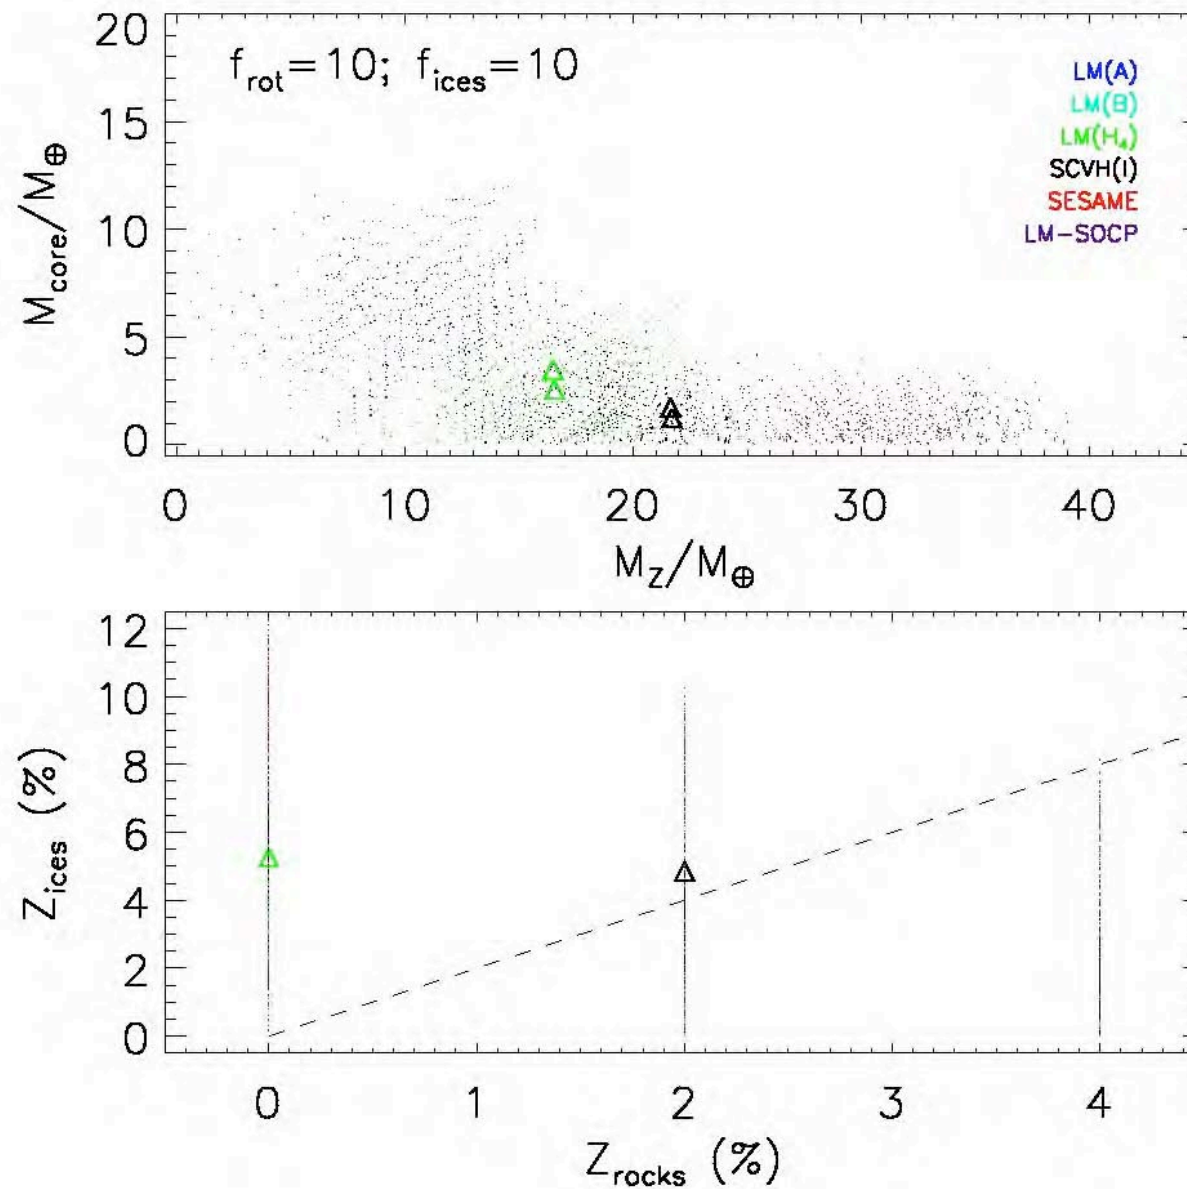 20
15
10
5
0
M_core/M_⊕
f_rot=10; f_ices=10
LM(A)
LM(B)
LM(H₄)
SCVH(I)
SESAME
LM-SOCP
0 10 20 30 40
M_Z/M_⊕
12
10
8
6
4
2
0
Z_ices (%)
0 1 2 3 4
Z_rocks (%)